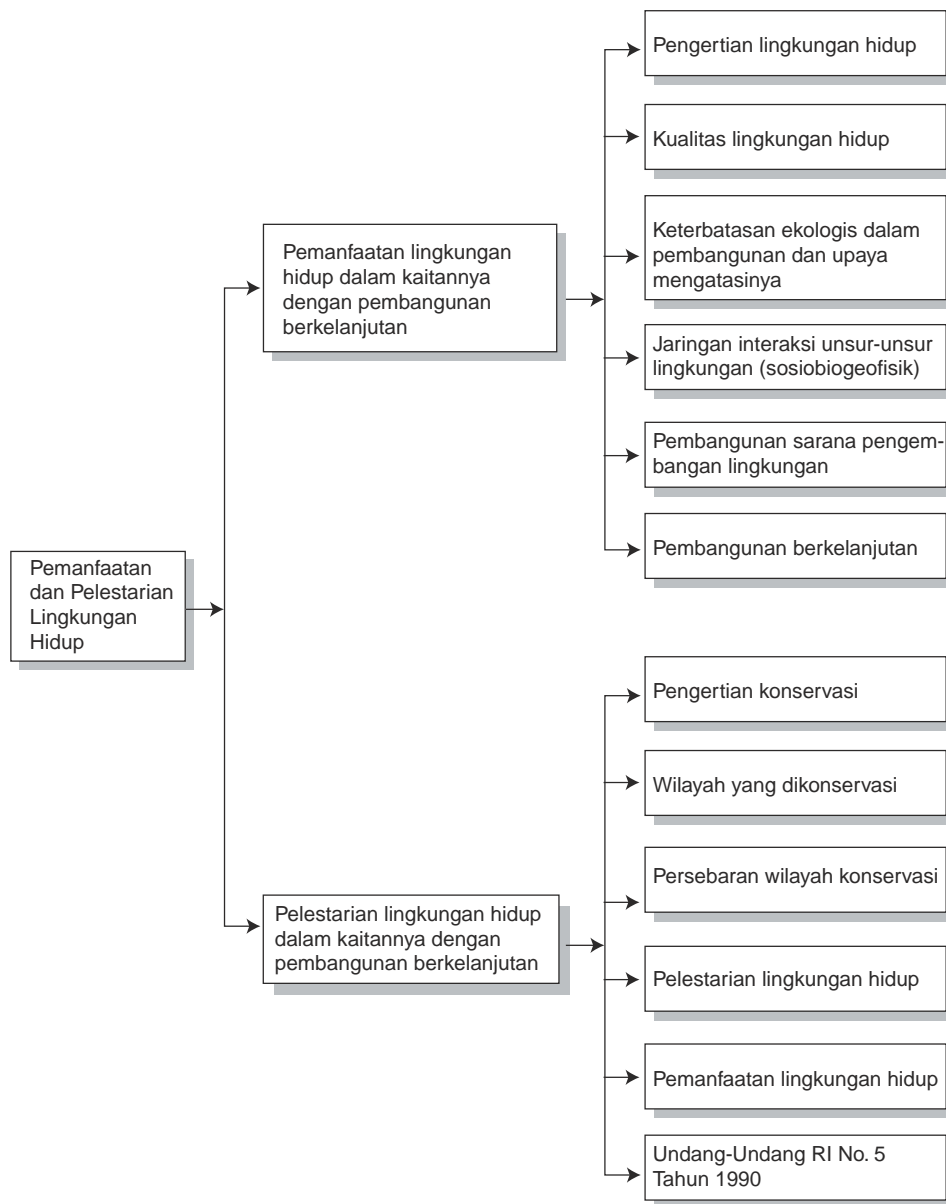 Pemanfaatan
dan Pelestarian
Lingkungan
Hidup
Pemanfaatan lingkungan
hidup dalam kaitannya
dengan pembangunan
berkelanjutan
Pengertian lingkungan hidup
Kualitas lingkungan hidup
Keterbatasan ekologis dalam
pembangunan dan upaya
mengatasinya
Jaringan interaksi unsur-unsur
lingkungan (sosiobiogeofisik)
Pembangunan sarana pengem-
bangan lingkungan
Pembangunan berkelanjutan
Pelestarian lingkungan hidup
dalam kaitannya dengan
pembangunan berkelanjutan
Pengertian konservasi
Wilayah yang dikonservasi
Persebaran wilayah konservasi
Pelestarian lingkungan hidup
Pemanfaatan lingkungan hidup
Undang-Undang RI No. 5
Tahun 1990